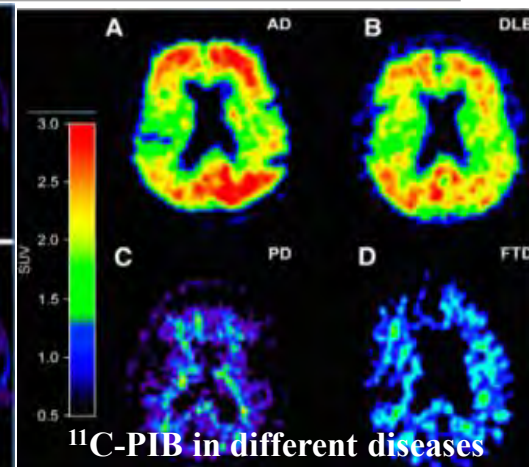 A AD B DLB
3.0
2.5
2.0
SUV
1.5
1.0
0.5
C PD D FTD
¹¹C-PIB in different diseases